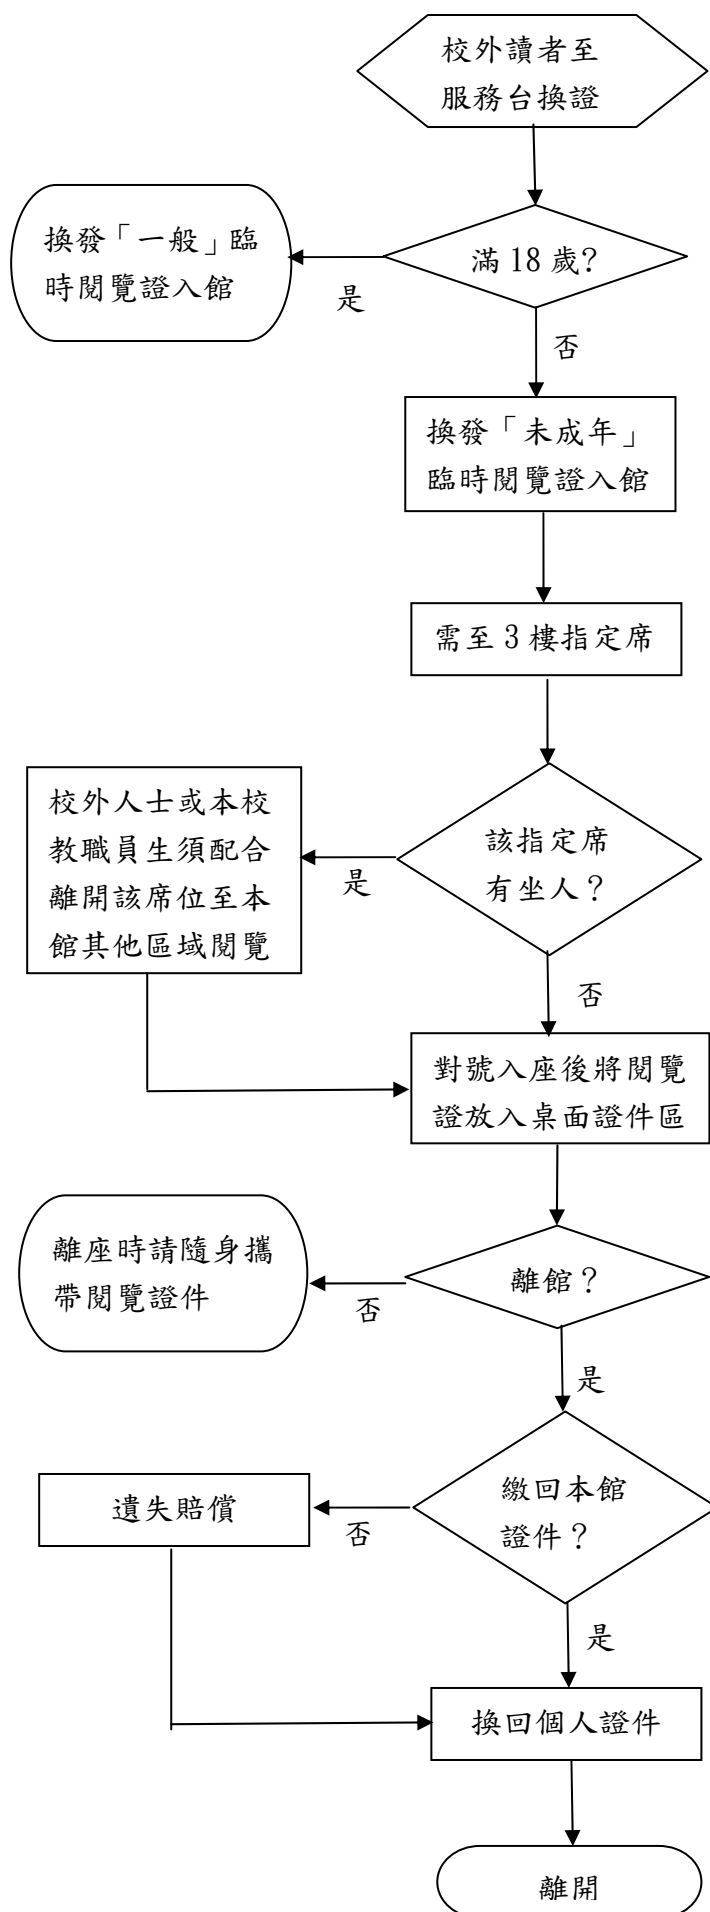 校外讀者至
服務台換證
換發「一般」臨
時閱覽證入館
滿 18 歲?
是
否
換發「未成年」
臨時閱覽證入館
需至 3 樓指定席
校外人士或本校
教職員生須配合
離開該席位至本
館其他區域閱覽
該指定席
有坐人？
是
否
對號入座後將閱覽
證放入桌面證件區
離座時請隨身攜
帶閱覽證件
離館？
否
是
遺失賠償
繳回本館
證件？
否
是
換回個人證件
離開